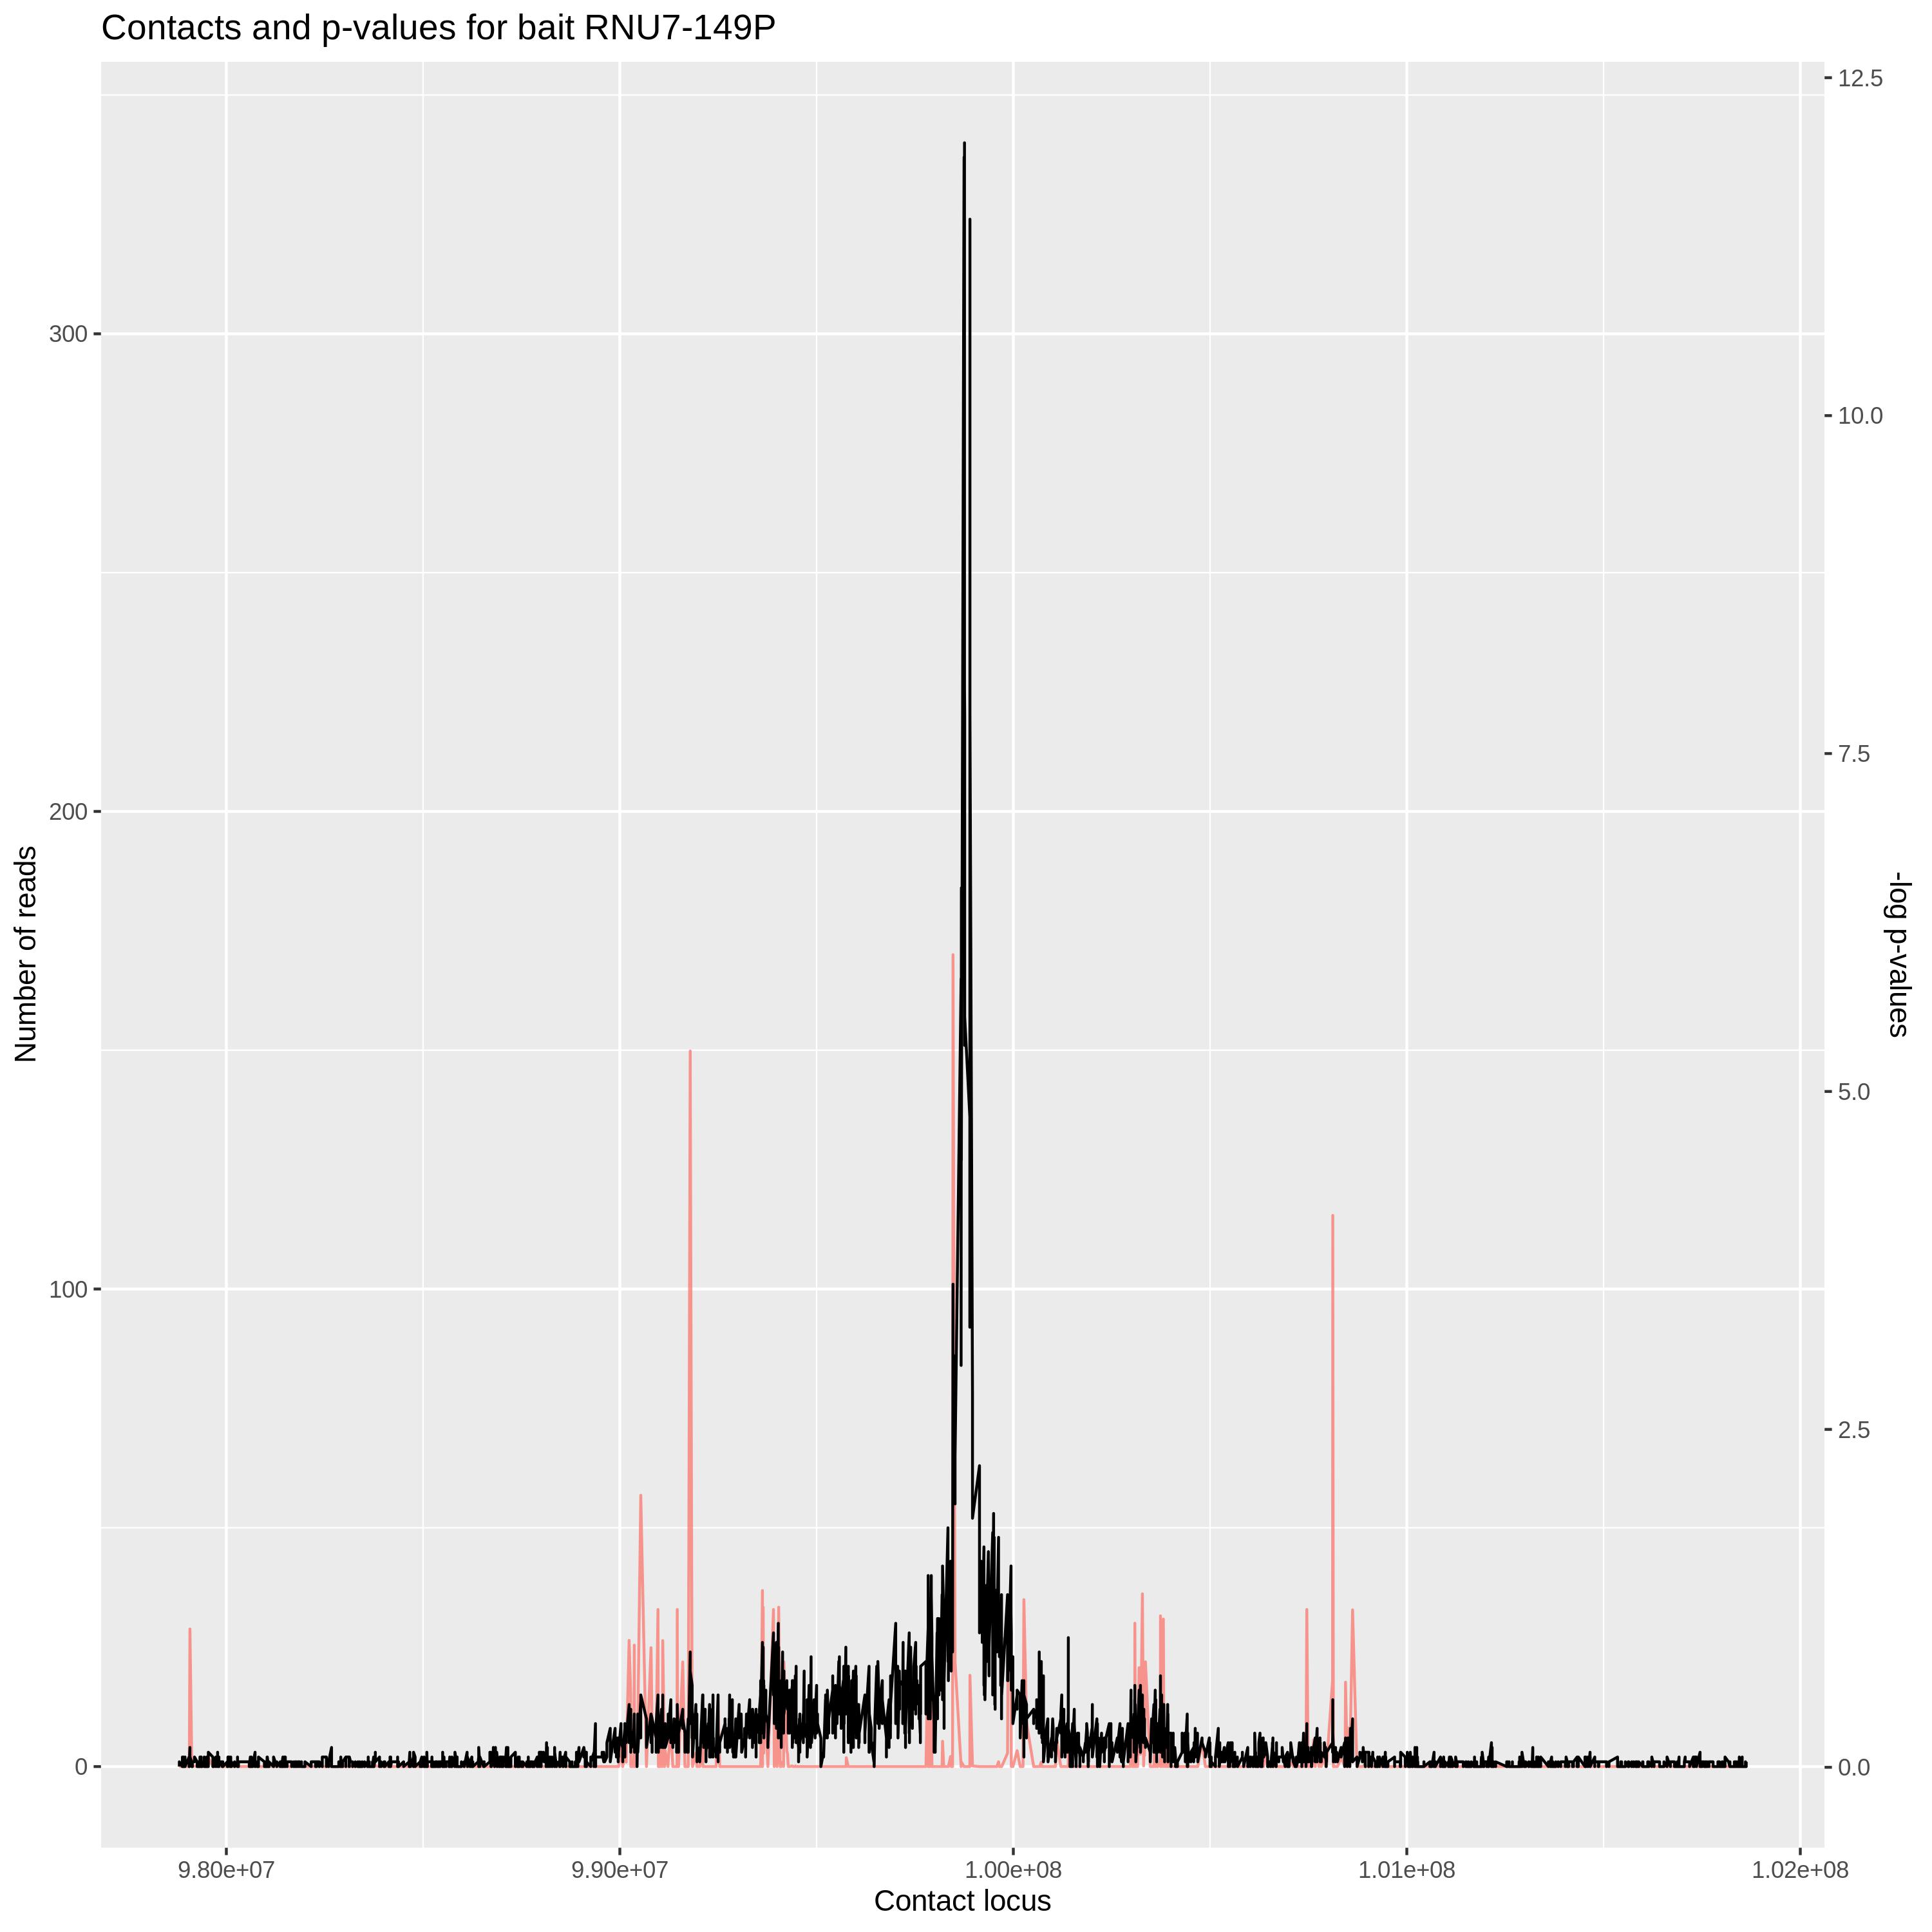 Contacts and p-values for bait RNU7-149P
12.5
300
10.0
7.5
200
Number of reads
-log p-values
5.0
100
2.5
0
0.0
9.80e+07 9.90e+07 1.00e+08 1.01e+08 1.02e+08
Contact locus